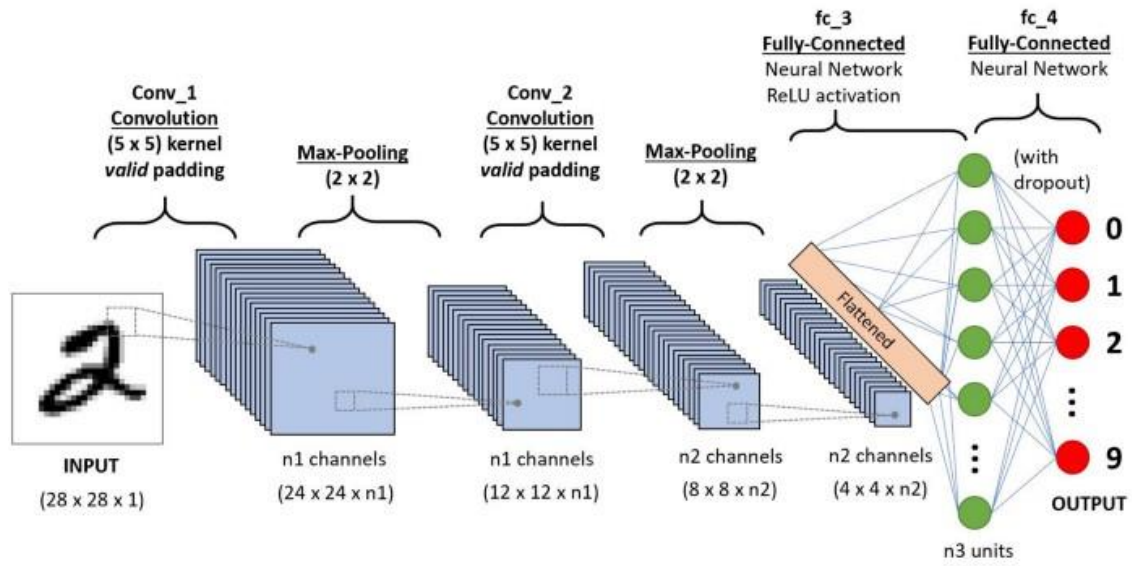 fc_3
Fully-Connected
Neural Network
ReLU activation
fc_4
Fully-Connected
Neural Network
Conv_1
Convolution
(5 x 5) kernel
valid padding
Max-Pooling
(2 x 2)
Conv_2
Convolution
(5 x 5) kernel
valid padding
Max-Pooling
(2 x 2)
(with
dropout)
Flattened
0
1
2
...
9
...
INPUT
(28 x 28 x 1)
n1 channels
(24 x 24 x n1)
n1 channels
(12 x 12 x n1)
n2 channels
(8 x 8 x n2)
n2 channels
(4 x 4 x n2)
OUTPUT
n3 units
2